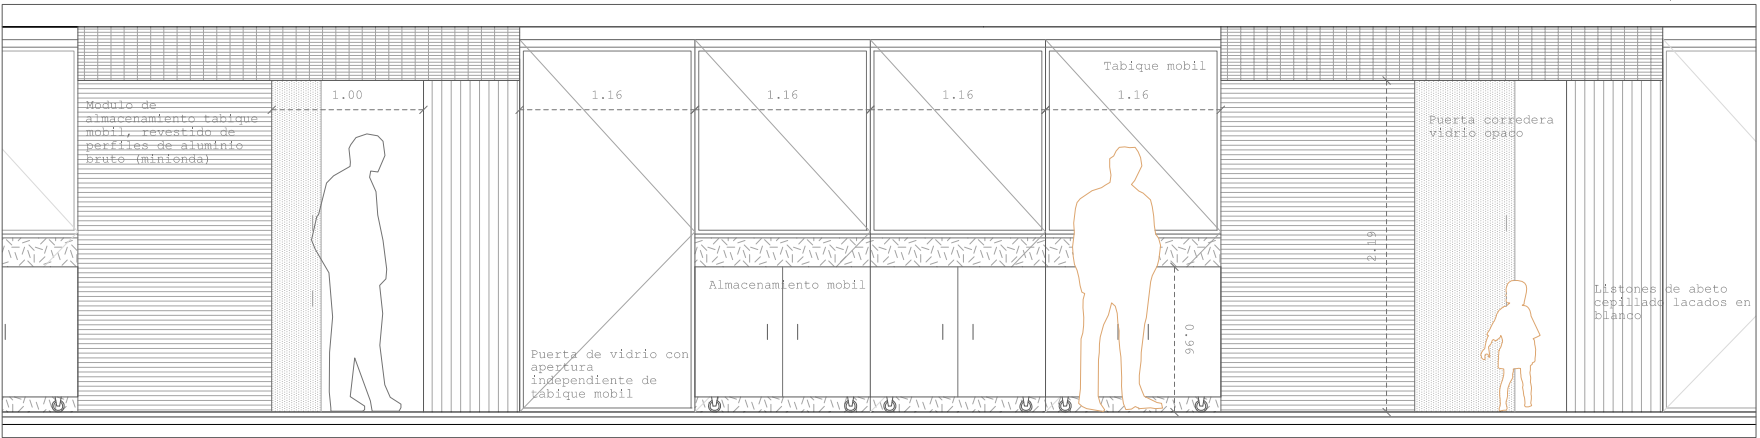 Modulo de
almacenamiento tabique
mobil, revestido de
perfiles de aluminio
bruto (minionda)
1.00
1.16
1.16
1.16
1.16
Tabique mobil
Puerta corredera
vidrio opaco
2.19
Almacenamiento mobil
0.96
Puerta de vidrio con
apertura
independiente de
tabique mobil
Listones de abeto
cepillado lacados en
blanco